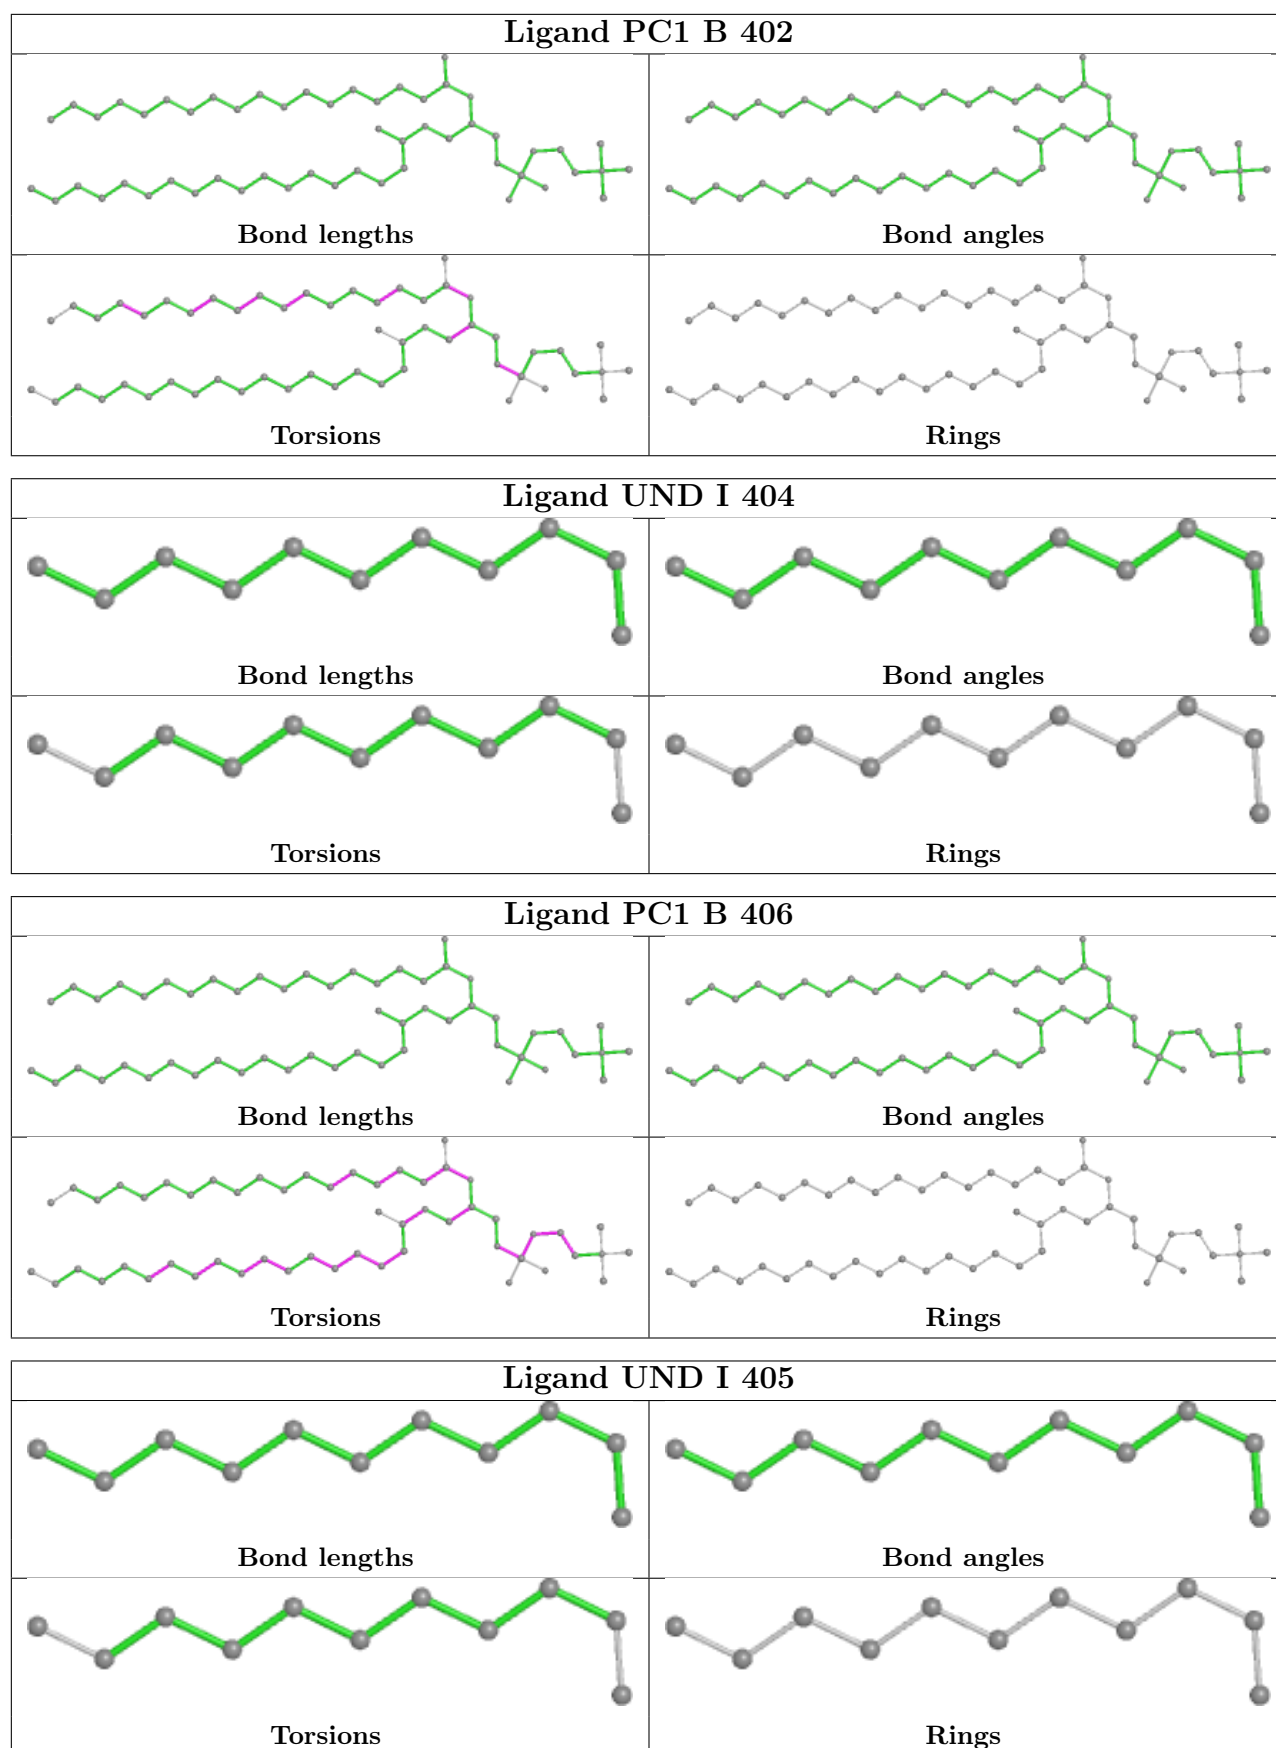 Ligand PC1 B 402
Bond lengths
Bond angles
Torsions
Rings
Ligand UND I 404
Bond lengths
Bond angles
Torsions
Rings
Ligand PC1 B 406
Bond lengths
Bond angles
Torsions
Rings
Ligand UND I 405
Bond lengths
Bond angles
Torsions
Rings